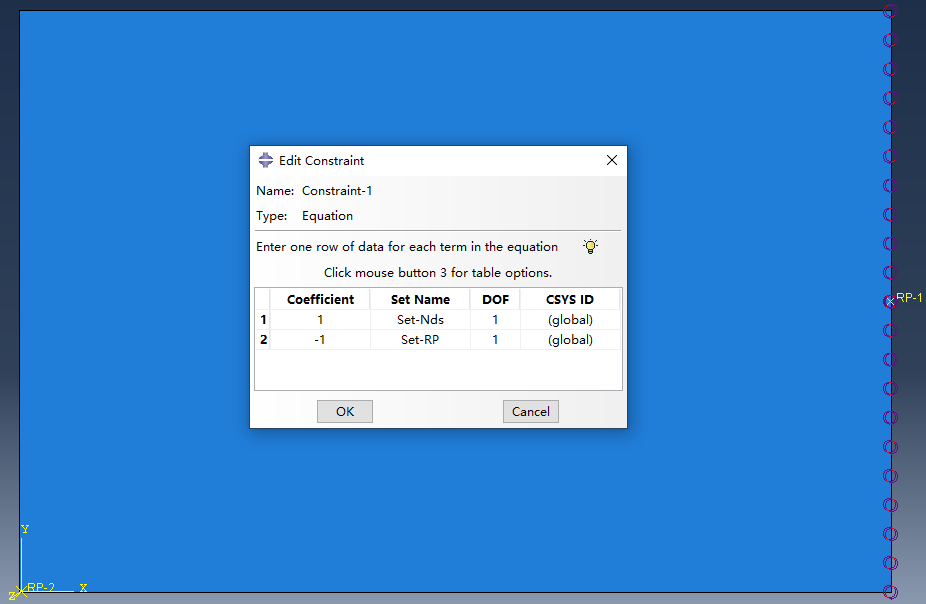 Edit Constraint
Name: Constraint-1
Type: Equation
Enter one row of data for each term in the equation
Click mouse button 3 for table options.
Coefficient Set Name DOF CSYS ID
1 1 Set-Nds 1 (global)
2 -1 Set-RP 1 (global)
OK Cancel
RP-1
Y
Z RP-2 X